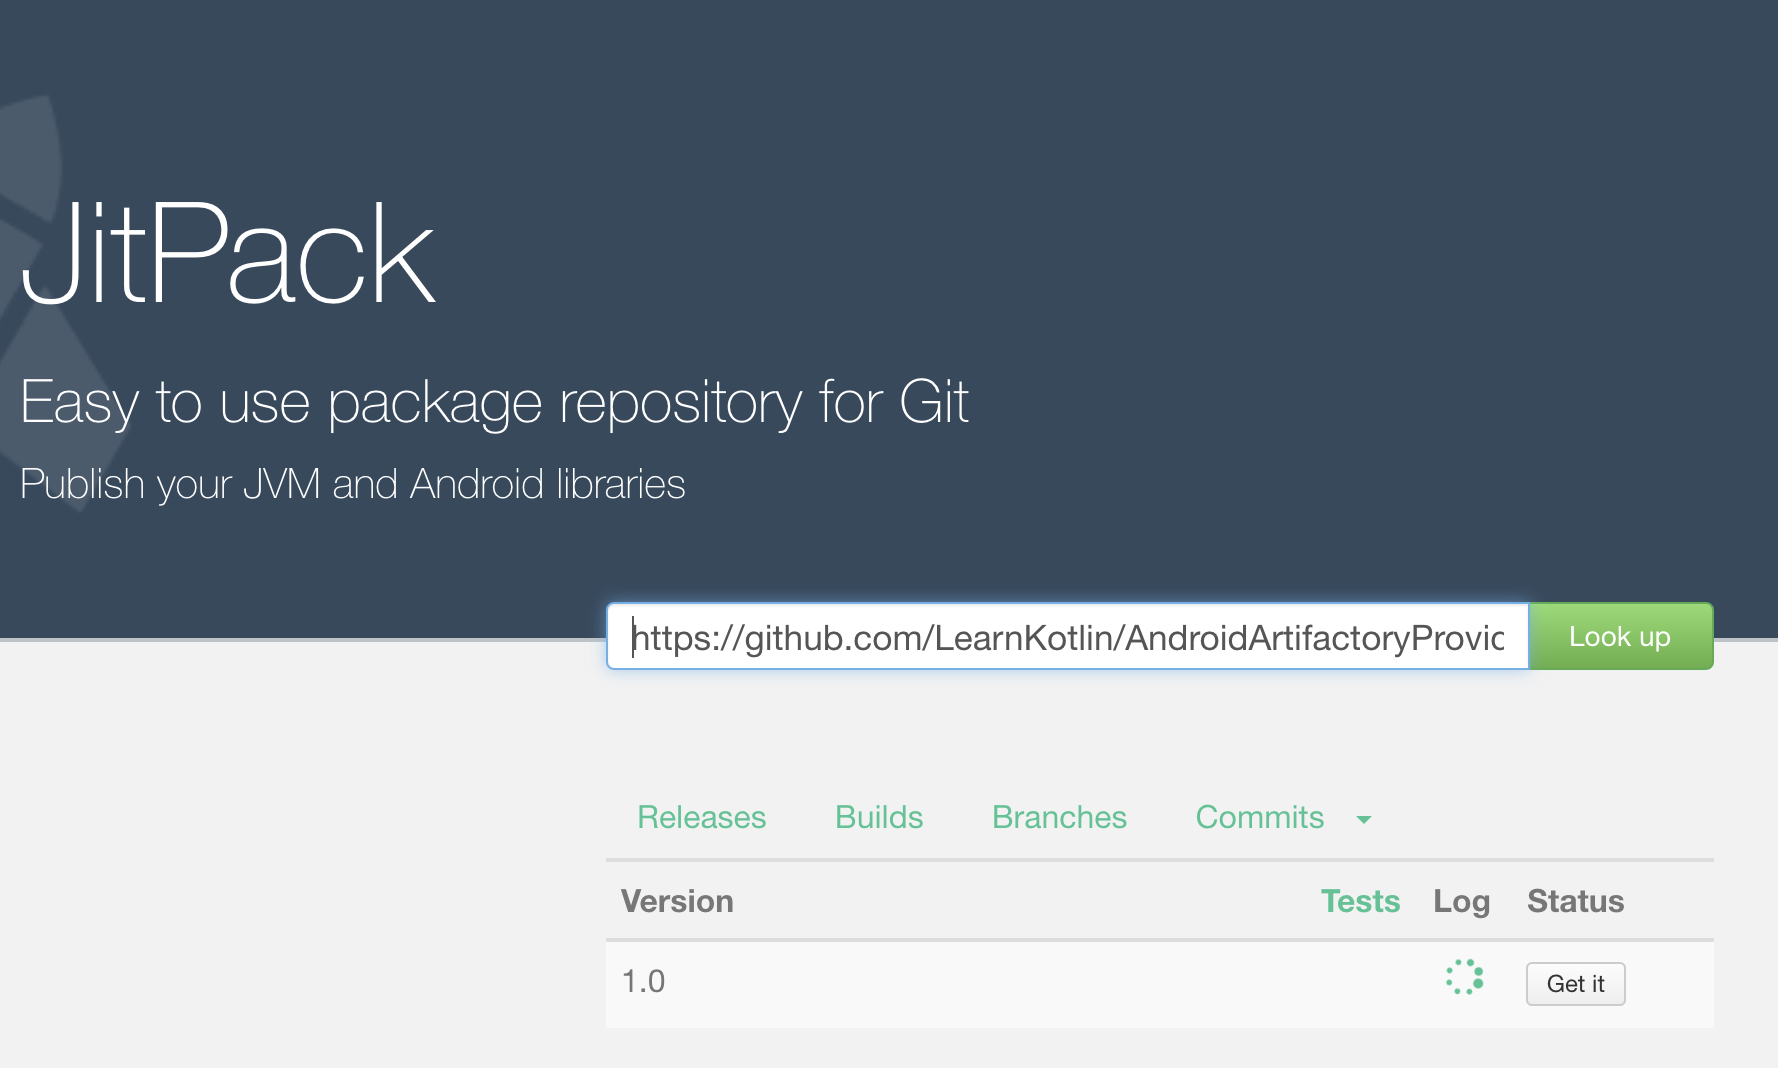 JitPack
Easy to use package repository for Git
Publish your JVM and Android libraries
https://github.com/LearnKotlin/AndroidArtifactoryProvic Look up
Releases Builds Branches Commits
Version Tests Log Status
1.0 Get it